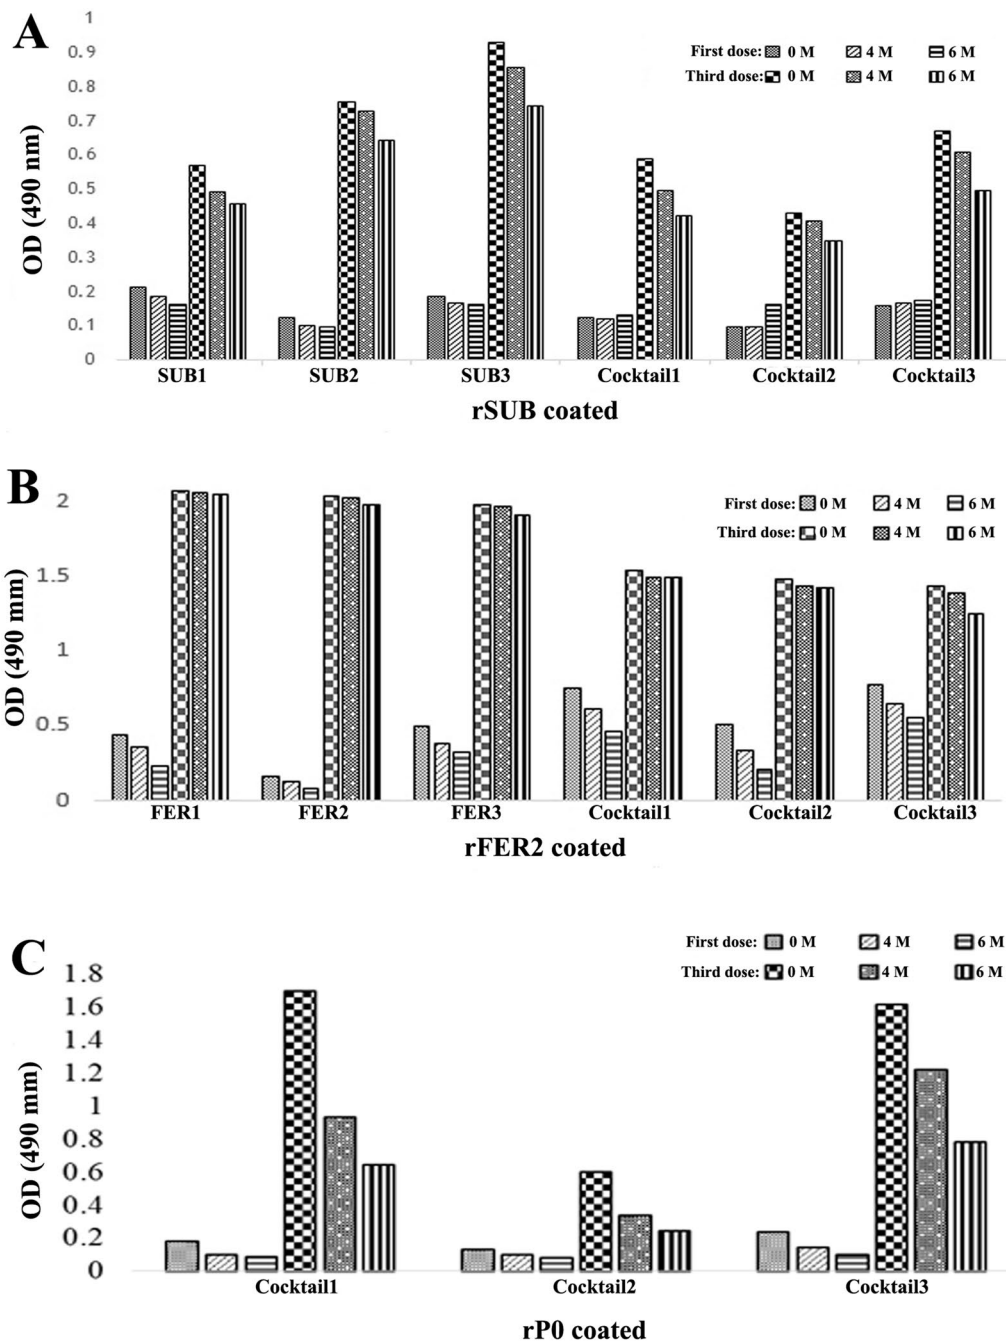 A
1
0.9
0.8
0.7
0.6
0.5
0.4
0.3
0.2
0.1
0
OD (490 nm)
First dose: 0 M 4 M 6 M
Third dose: 0 M 4 M 6 M
SUB1 SUB2 SUB3 Cocktail1 Cocktail2 Cocktail3
rSUB coated
B
2
1.5
1
0.5
0
OD (490 mm)
First dose: 0 M 4 M 6 M
Third dose: 0 M 4 M 6 M
FER1 FER2 FER3 Cocktail1 Cocktail2 Cocktail3
rFER2 coated
C
1.8
1.6
1.4
1.2
1
0.8
0.6
0.4
0.2
0
OD (490 mm)
First dose: 0 M 4 M 6 M
Third dose: 0 M 4 M 6 M
Cocktail1 Cocktail2 Cocktail3
rP0 coated